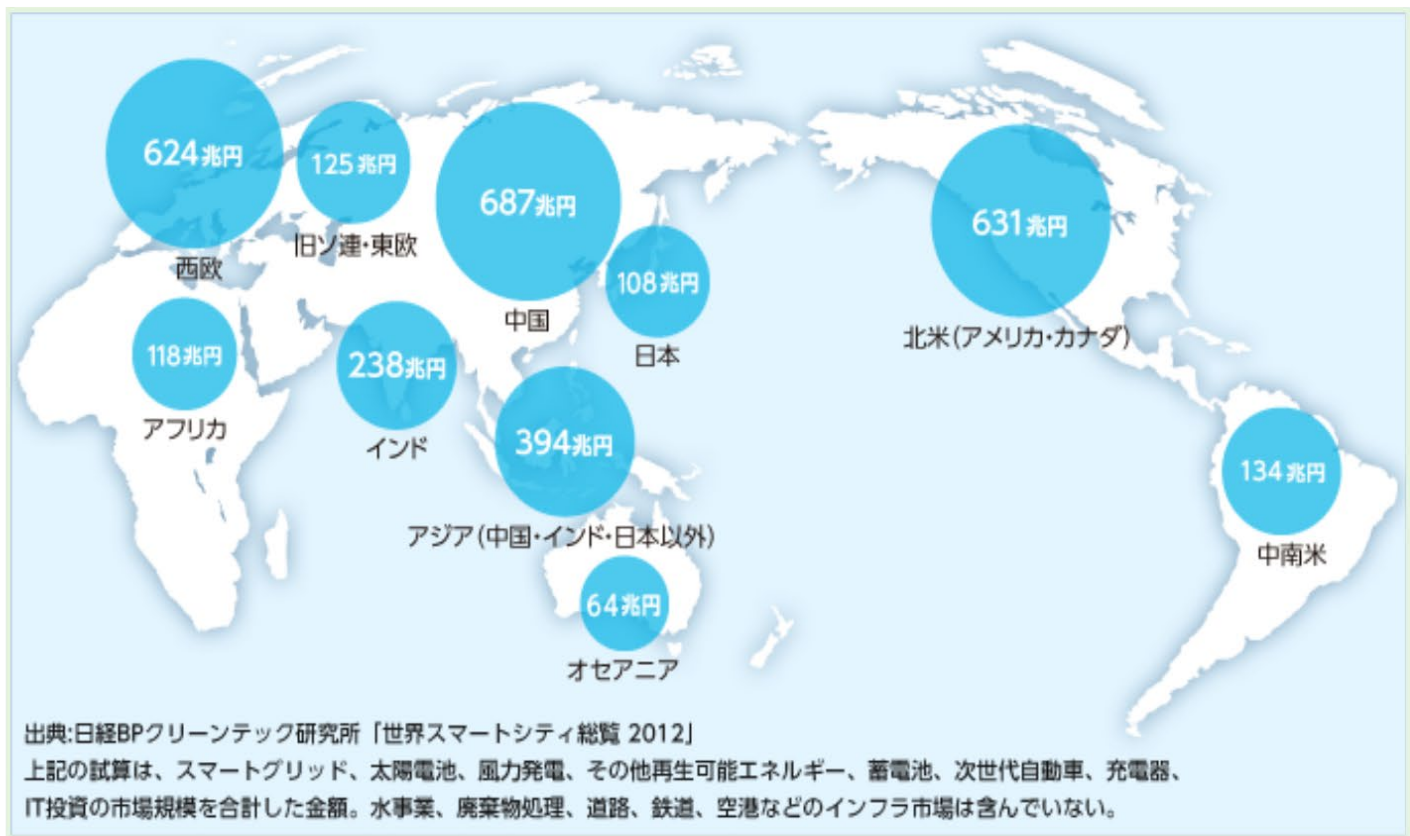 624兆円
西欧
125兆円
旧ソ連・東欧
687兆円
中国
108兆円
日本
631兆円
北米(アメリカ・カナダ)
118兆円
アフリカ
238兆円
インド
394兆円
アジア(中国・インド・日本以外)
134兆円
中南米
64兆円
オセアニア
出典:日経BPクリーンテック研究所「世界スマートシティ総覧 2012」
上記の試算は、スマートグリッド、太陽電池、風力発電、その他再生可能エネルギー、蓄電池、次世代自動車、充電器、
IT投資の市場規模を合計した金額。水事業、廃棄物処理、道路、鉄道、空港などのインフラ市場は含んでいない。